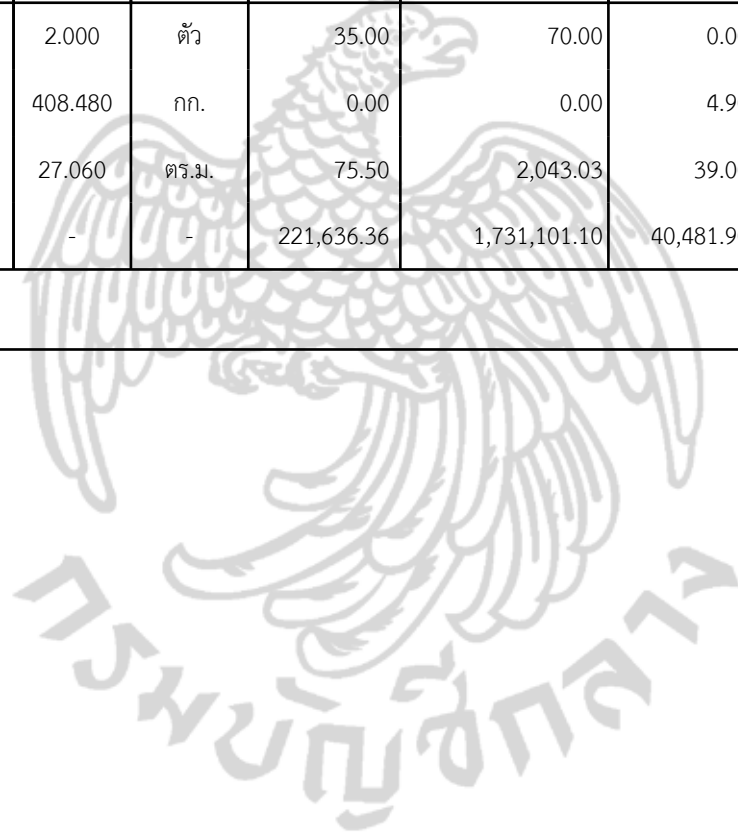 2.000 ตัว 35.00 70.00 0.0
408.480 กก. 0.00 0.00 4.9
27.060 ตร.ม. 75.50 2,043.03 39.0
- - 221,636.36 1,731,101.10 40,481.9
กรมบัญชีกลาง